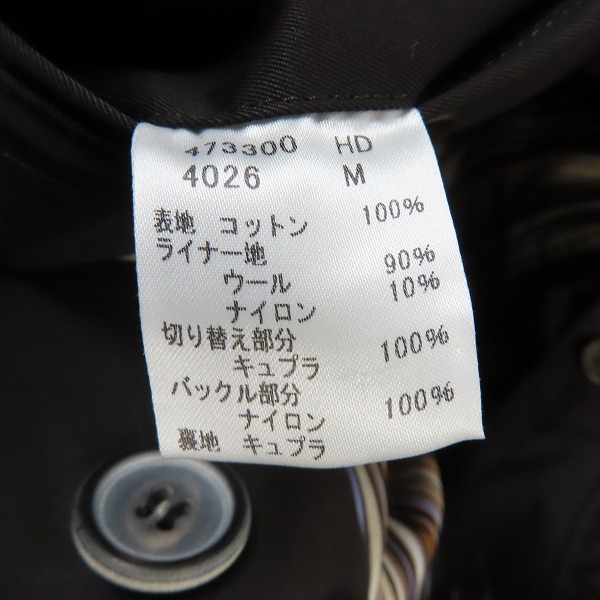 473300 HD
4026 M
表地 コットン 100%
ライナー地
ウール 90%
ナイロン 10%
切り替え部分
キュプラ 100%
バックル部分
ナイロン 100%
裏地 キュプラ